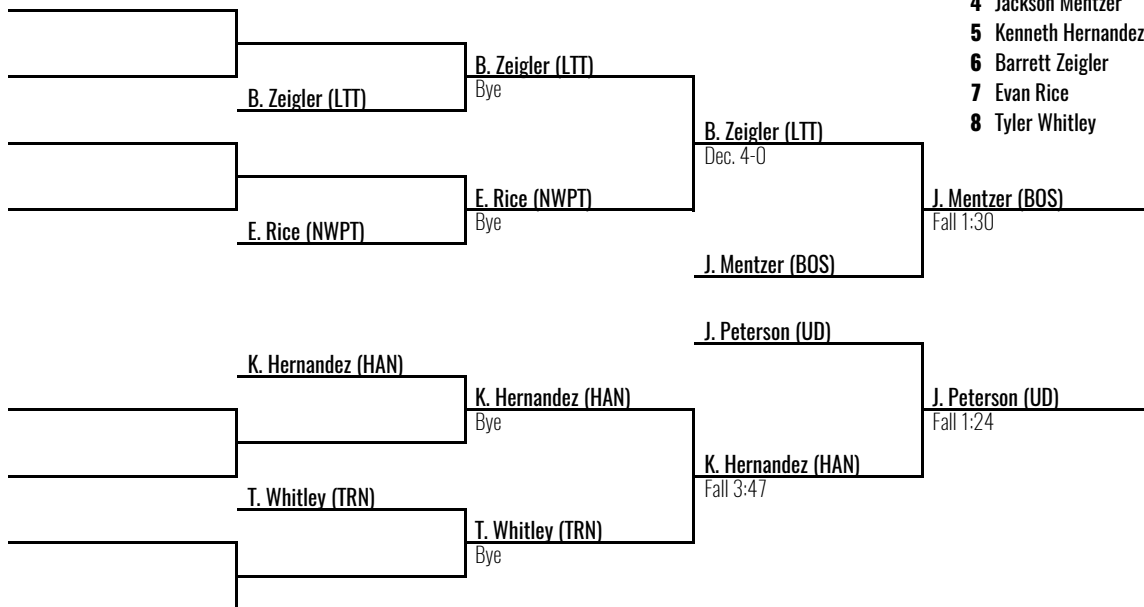 4 Jackson Mentzer
5 Kenneth Hernandez
6 Barrett Zeigler
7 Evan Rice
8 Tyler Whitley
B. Zeigler (LTT)
B. Zeigler (LTT)
Bye
E. Rice (NWPT)
E. Rice (NWPT)
Bye
B. Zeigler (LTT)
Dec. 4-0
J. Mentzer (BOS)
J. Mentzer (BOS)
Fall 1:30
J. Peterson (UD)
K. Hernandez (HAN)
K. Hernandez (HAN)
Bye
T. Whitley (TRN)
T. Whitley (TRN)
Bye
K. Hernandez (HAN)
Fall 3:47
J. Peterson (UD)
Fall 1:24